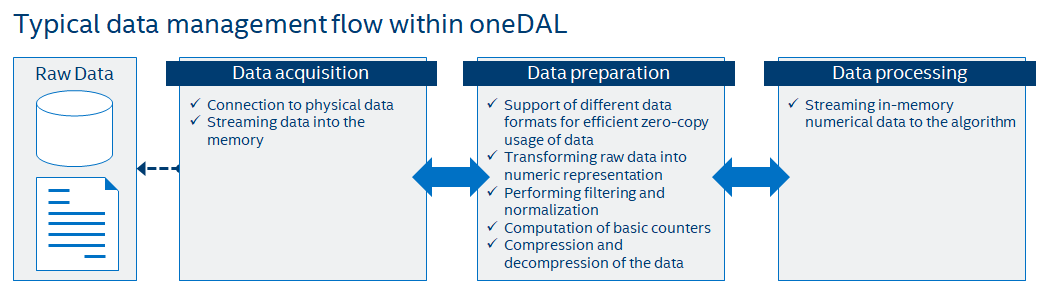 Typical data management flow within oneDAL
Raw Data
Data acquisition
✓ Connection to physical data
✓ Streaming data into the
memory
Data preparation
✓ Support of different data
formats for efficient zero-copy
usage of data
✓ Transforming raw data into
numeric representation
✓ Performing filtering and
normalization
✓ Computation of basic counters
✓ Compression and
decompression of the data
Data processing
✓ Streaming in-memory
numerical data to the algorithm